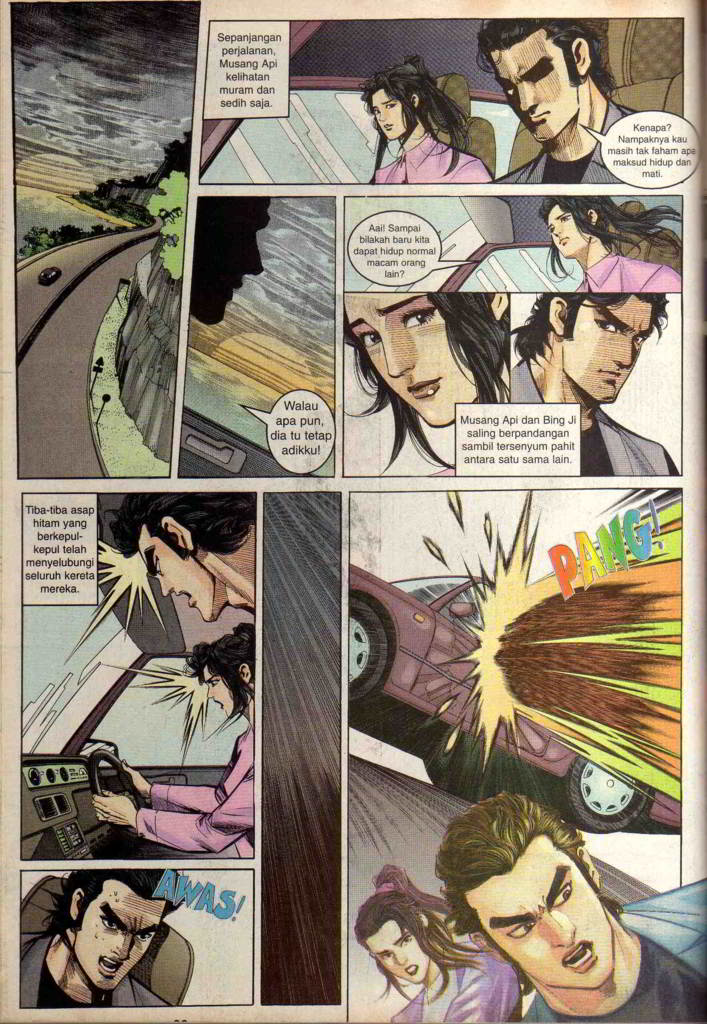 Sepanjangan
perjalanan,
Musang Api
kelihatan
muram dan
sedih saja.
Kenapa?
Nampaknya kau
masih tak faham apa
maksud hidup dan
mati.
Walau
apa pun,
dia tu tetap
adikku!
Aai! Sampai
bilakah baru kita
dapat hidup normal
macam orang
lain?
Musang Api dan Bing Ji
saling berpandangan
sambil tersenyum pahit
antara satu sama lain.
Tiba-tiba asap
hitam yang
berkepul-
kepul telah
menyelubungi
seluruh kereta
mereka.
AWAS!
PANG!